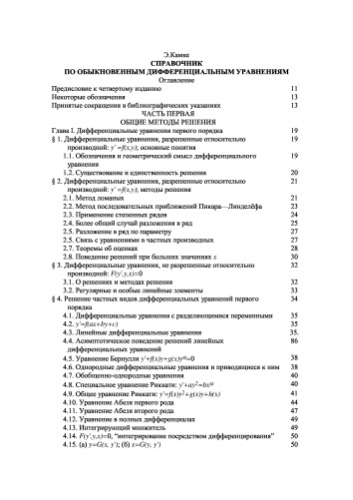 Э.Камке
СПРАВОЧНИК
ПО ОБЫКНОВЕННЫМ ДИФФЕРЕНЦИАЛЬНЫМ УРАВНЕНИЯМ
Оглавление
Предисловие к четвертому изданию 11
Некоторые обозначения 13
Принятые сокращения в библиографических указаниях 13
ЧАСТЬ ПЕРВАЯ
ОБЩИЕ МЕТОДЫ РЕШЕНИЯ
Глава I. Дифференциальные уравнения первого порядка 19
§ 1. Дифференциальные уравнения, разрешенные относительно 19
производной: y' =f(x,y); основные понятия
1.1. Обозначения и геометрический смысл дифференциального 19
уравнения
1.2. Существование и единственность решения 20
§ 2. Дифференциальные уравнения, разрешенные относительно 21
производной: y' =f(x,y); методы решения
2.1. Метод ломаных 21
2.2. Метод последовательных приближений Пикара—Линделёфа 23
2.3. Применение степенных рядов 24
2.4. Более общий случай разложения в ряд 25
2.5. Разложение в ряд по параметру 27
2.6. Связь с уравнениями в частных производных 27
2.7. Теоремы об оценках 28
2.8. Поведение решений при больших значениях x 30
§ 3. Дифференциальные уравнения, не разрешенные относительно 32
производной: F(y',y,x)=0
3.1. О решениях и методах решения 32
3.2. Регулярные и особые линейные элементы 33
§ 4. Решение частных видов дифференциальных уравнений первого 34
порядка
4.1. Дифференциальные уравнения с разделяющимися переменными 35
4.2. y'=f(ax+by+c) 35
4.3. Линейные дифференциальные уравнения 35.
4.4. Асимптотическое поведение решений линейных 86
дифференциальных уравнений
4.5. Уравнение Бернулли y'+f(x)y+g(x)yᵅ=0 38
4.6. Однородные дифференциальные уравнения и приводящиеся к ним 38
4.7. Обобщенно-однородные уравнения 40
4.8. Специальное уравнение Риккати: y'+ay²=bxᵅ 40
4.9. Общее уравнение Риккати: y'=f(x)y²+g(x)y+h(x) 41
4.10. Уравнение Абеля первого рода 44
4.11. Уравнение Абеля второго рода 47
4.12. Уравнение в полных дифференциалах 49
4.13. Интегрирующий множитель 49
4.14. F(y',y,x)=0, "интегрирование посредством дифференцирования" 50
4.15. (а) y=G(x, y'); (б) x=G(y, y') 50